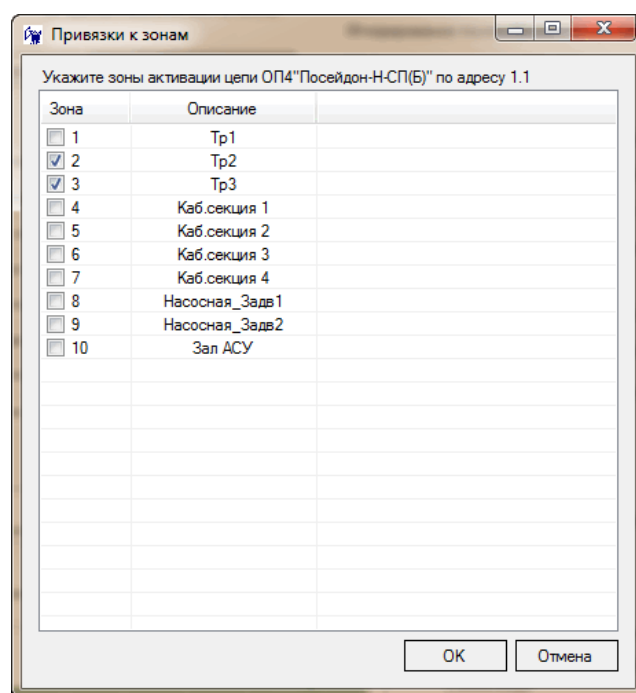 Привязки к зонам
Укажите зоны активации цепи ОП4"Посейдон-Н-СП(Б)" по адресу 1.1
Зона Описание
1 Тр1
2 Тр2
3 Тр3
4 Каб.секция 1
5 Каб.секция 2
6 Каб.секция 3
7 Каб.секция 4
8 Насосная_Задв1
9 Насосная_Задв2
10 Зал АСУ
OK Отмена